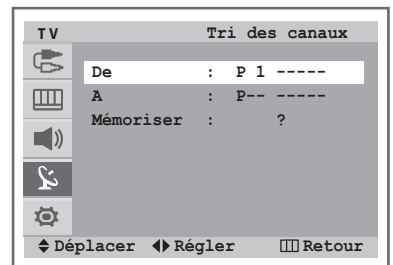 TV Tri des canaux
De : P 1 -----
A : P-- -----
Mémoriser : ?
Déplacer Régler Retour